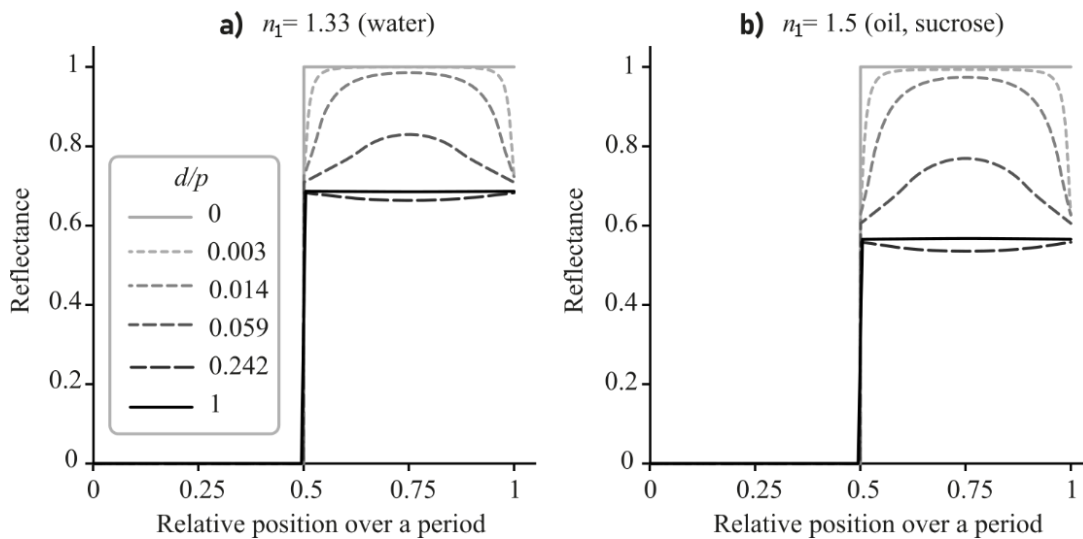 a) n₁= 1.33 (water)
1
0.8
0.6
0.4
0.2
0
Reflectance
d/p
0
0.003
0.014
0.059
0.242
1
0 0.25 0.5 0.75 1
Relative position over a period
b) n₁= 1.5 (oil, sucrose)
1
0.8
0.6
0.4
0.2
0
Reflectance
0 0.25 0.5 0.75 1
Relative position over a period